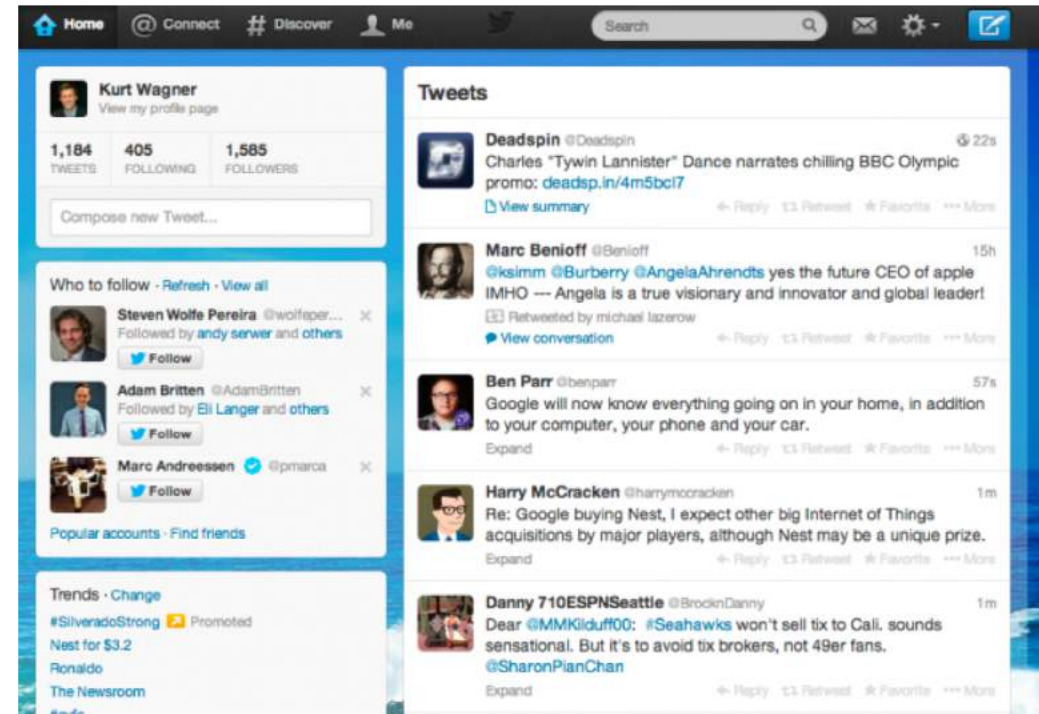 Home
Connect
# Discover
Me
Search
Kurt Wagner
View my profile page
1,184 405 1,585
TWEETS FOLLOWING FOLLOWERS
Compose new Tweet...
Who to follow · Refresh · View all
Steven Wolfe Pereira @wolfeper...
Followed by andy serwer and others
Follow
Adam Britten @AdamBritten
Followed by Eli Langer and others
Follow
Marc Andreessen @pmarca
Follow
Popular accounts · Find friends
Trends · Change
#SilveradoStrong Promoted
Nest for $3.2
Ronaldo
The Newsroom
Tweets
Deadspin @Deadspin 22s
Charles "Tywin Lannister" Dance narrates chilling BBC Olympic
promo: deadsp.in/4m5bcl7
View summary Reply Retweet Favorite More
Marc Benioff @Benioff 15h
@ksimm @Burberry @AngelaAhrendts yes the future CEO of apple
IMHO --- Angela is a true visionary and innovator and global leader!
Retweeted by michael lazerow
View conversation Reply Retweet Favorite More
Ben Parr @benparr 57s
Google will now know everything going on in your home, in addition
to your computer, your phone and your car.
Expand Reply Retweet Favorite More
Harry McCracken @harrymccracken 1m
Re: Google buying Nest, I expect other big Internet of Things
acquisitions by major players, although Nest may be a unique prize.
Expand Reply Retweet Favorite More
Danny 710ESPNSeattle @BrocknDanny 1m
Dear @MMKilduff00: #Seahawks won't sell tix to Cali. sounds
sensational. But it's to avoid tix brokers, not 49er fans.
@SharonPianChan
Expand Reply Retweet Favorite More